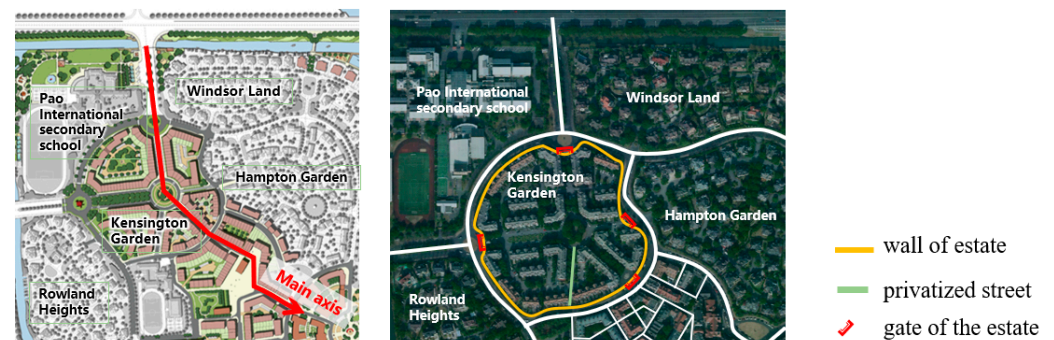 Pao
International
secondary
school
Windsor Land
Hampton Garden
Kensington
Garden
Rowland
Heights
Main axis
Pao International
secondary school
Windsor Land
Kensington
Garden
Hampton Garden
Rowland
Heights
wall of estate
privatized street
gate of the estate